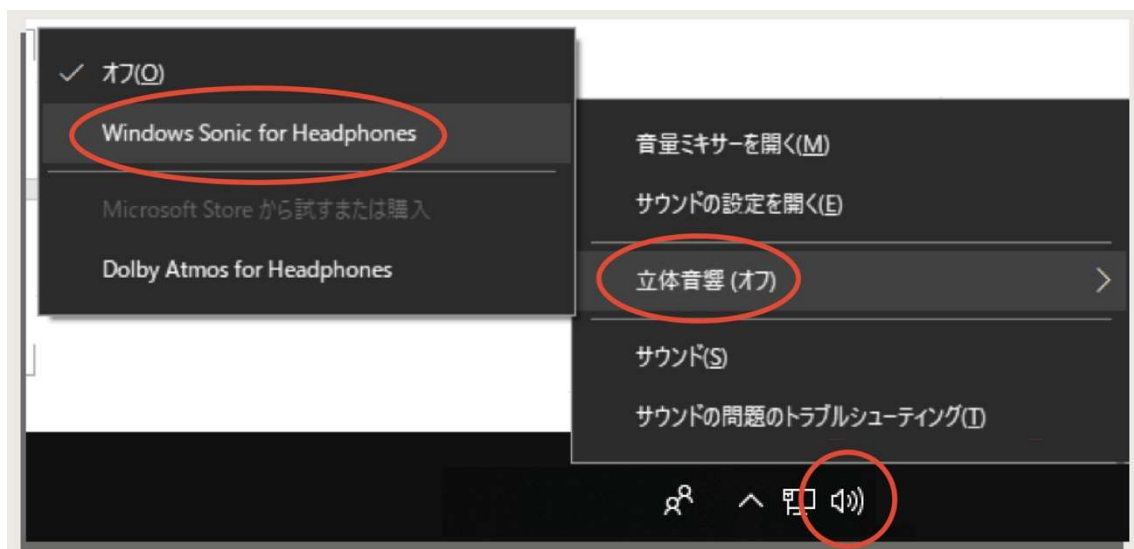 オフ(O)
Windows Sonic for Headphones
Microsoft Store から試すまたは購入
Dolby Atmos for Headphones
音量ミキサーを開く(M)
サウンドの設定を開く(E)
立体音響 (オフ)
サウンド(S)
サウンドの問題のトラブルシューティング(T)